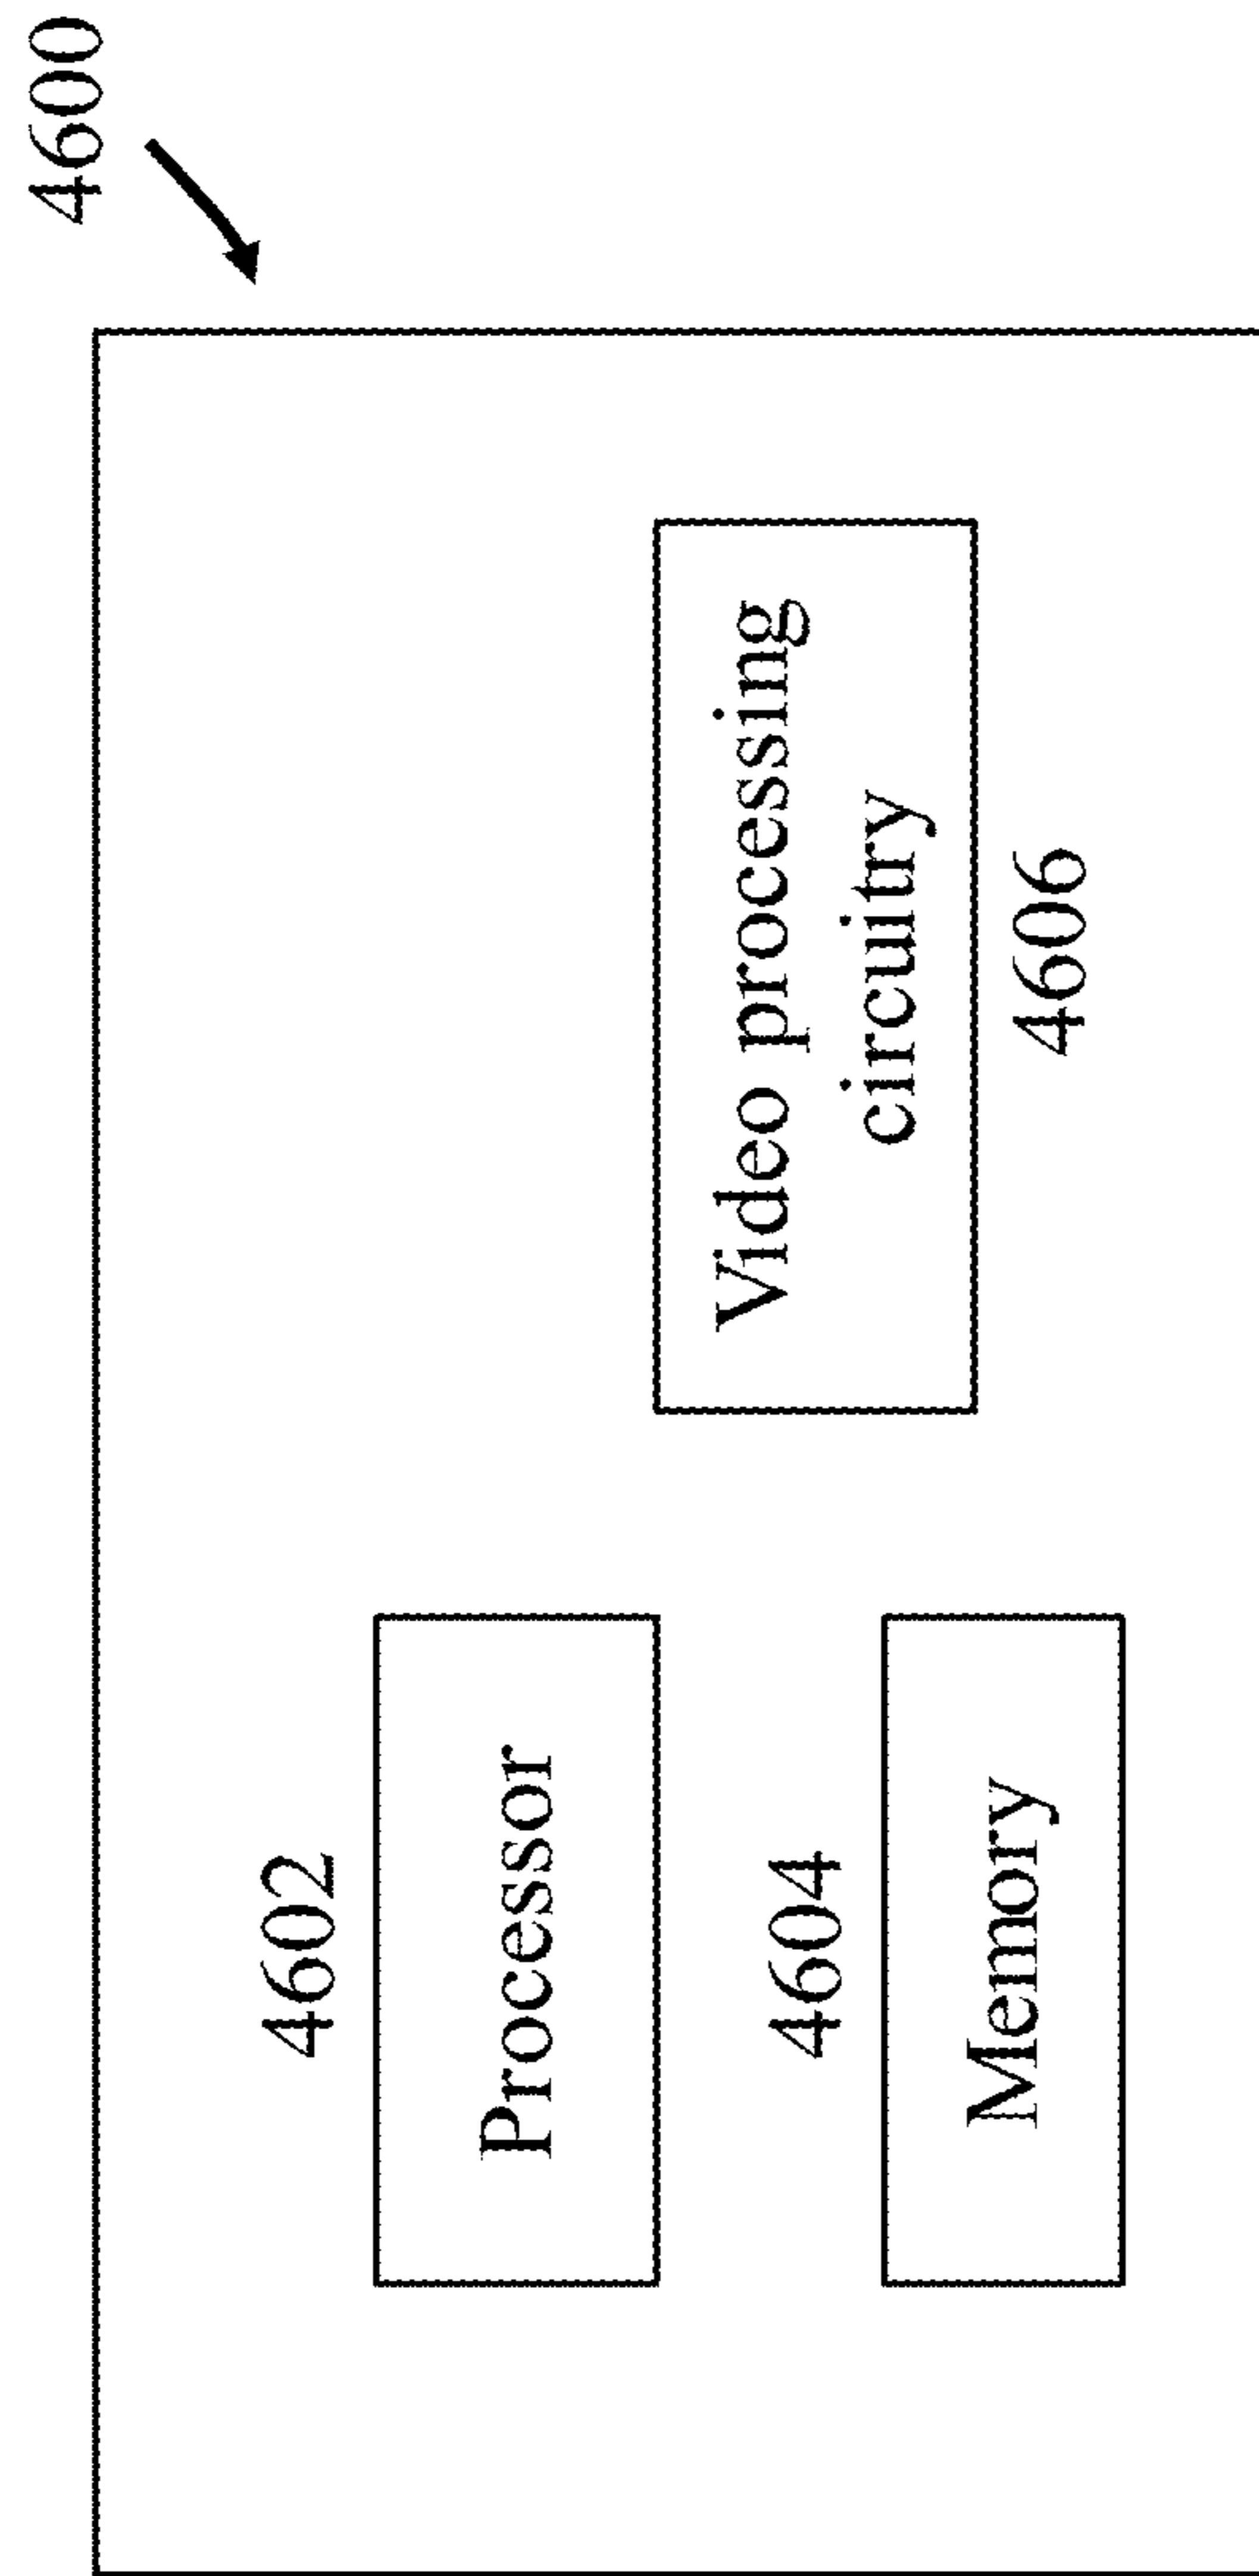 4600
4602
Processor
4604
Memory
Video processing
circuitry
4606